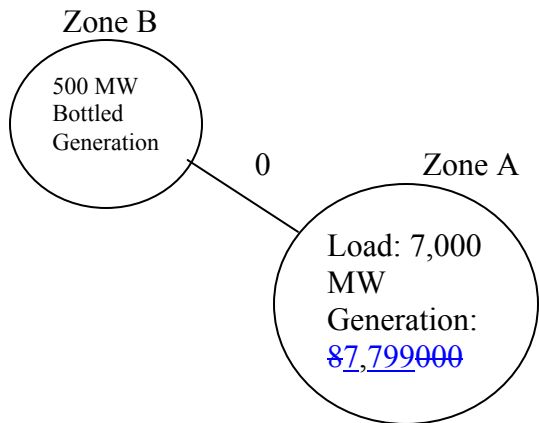 Zone B
500 MW
Bottled
Generation
0
Zone A
Load: 7,000
MW
Generation:
87,799000